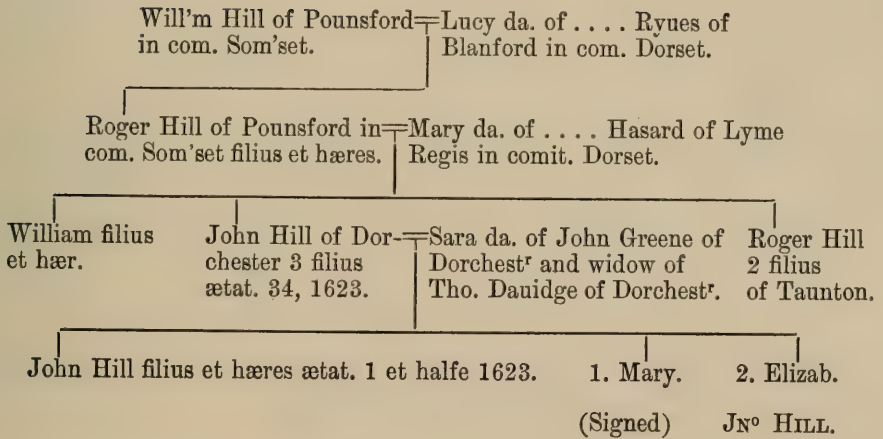 Will'm Hill of Pounsford═Lucy da. of .... Ryues of
in com. Som'set. Blanford in com. Dorset.
Roger Hill of Pounsford in═Mary da. of .... Hasard of Lyme
com. Som'set filius et hæres. Regis in comit. Dorset.
William filius
et hær.
John Hill of Dor-═Sara da. of John Greene of
chester 3 filius Dorchestʳ and widow of
ætat. 34, 1623. Tho. Dauidge of Dorchestʳ.
Roger Hill
2 filius
of Taunton.
John Hill filius et hæres ætat. 1 et halfe 1623. 1. Mary. 2. Elizab.
(Signed) JNº HILL.